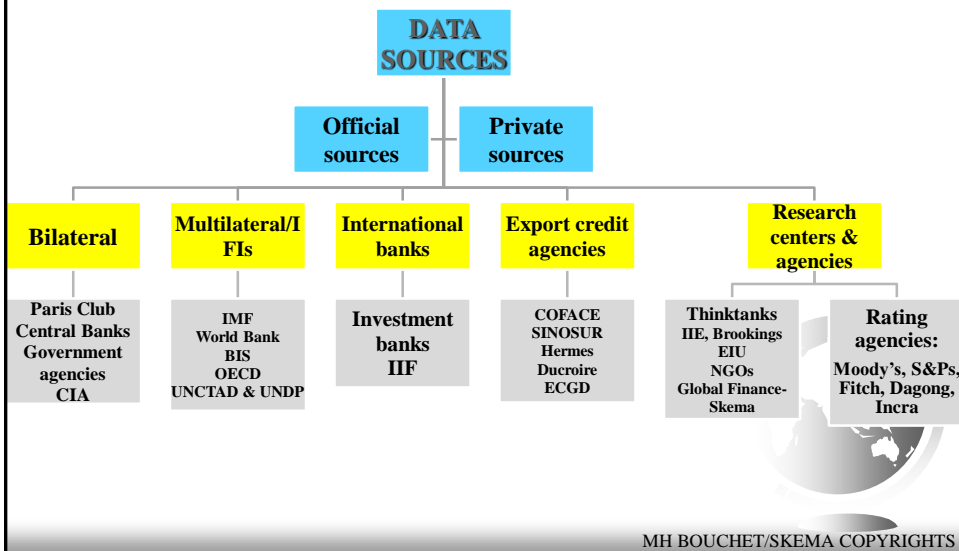 DATA
SOURCES
Official
sources
Private
sources
Bilateral
Multilateral/I
FIs
International
banks
Export credit
agencies
Research
centers &
agencies
Paris Club
Central Banks
Government
agencies
CIA
IMF
World Bank
BIS
OECD
UNCTAD & UNDP
Investment
banks
IIF
COFACE
SINOSUR
Hermes
Ducroire
ECGD
Thinktanks
IIE, Brookings
EIU
NGOs
Global Finance-
Skema
Rating
agencies:
Moody's, S&Ps,
Fitch, Dagong,
Incra
MH BOUCHET/SKEMA COPYRIGHTS